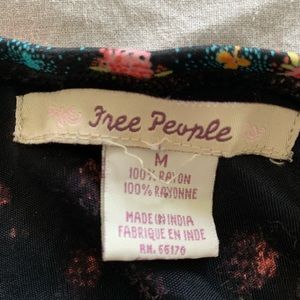 Free People
M
100% RAYON
100% RAYONNE
MADE IN INDIA
FABRIQUE EN INDE
RN. 66170